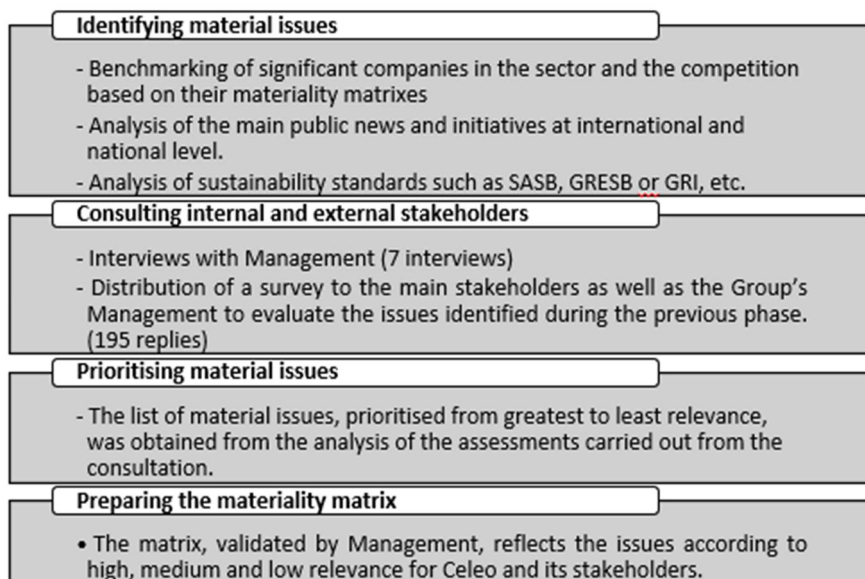 Identifying material issues
- Benchmarking of significant companies in the sector and the competition
based on their materiality matrixes
- Analysis of the main public news and initiatives at international and
national level.
- Analysis of sustainability standards such as SASB, GRESB or GRI, etc.
Consulting internal and external stakeholders
- Interviews with Management (7 interviews)
- Distribution of a survey to the main stakeholders as well as the Group's
Management to evaluate the issues identified during the previous phase.
(195 replies)
Prioritising material issues
- The list of material issues, prioritised from greatest to least relevance,
was obtained from the analysis of the assessments carried out from the
consultation.
Preparing the materiality matrix
• The matrix, validated by Management, reflects the issues according to
high, medium and low relevance for Celeo and its stakeholders.